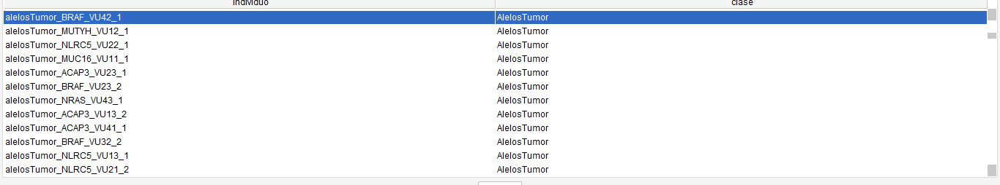 individuo clase
alelosTumor_BRAF_VU42_1 AlelosTumor
alelosTumor_MUTYH_VU12_1 AlelosTumor
alelosTumor_NLRC5_VU22_1 AlelosTumor
alelosTumor_MUC16_VU11_1 AlelosTumor
alelosTumor_ACAP3_VU23_1 AlelosTumor
alelosTumor_BRAF_VU23_2 AlelosTumor
alelosTumor_NRAS_VU43_1 AlelosTumor
alelosTumor_ACAP3_VU13_2 AlelosTumor
alelosTumor_ACAP3_VU41_1 AlelosTumor
alelosTumor_BRAF_VU32_2 AlelosTumor
alelosTumor_NLRC5_VU13_1 AlelosTumor
alelosTumor_NLRC5_VU21_2 AlelosTumor